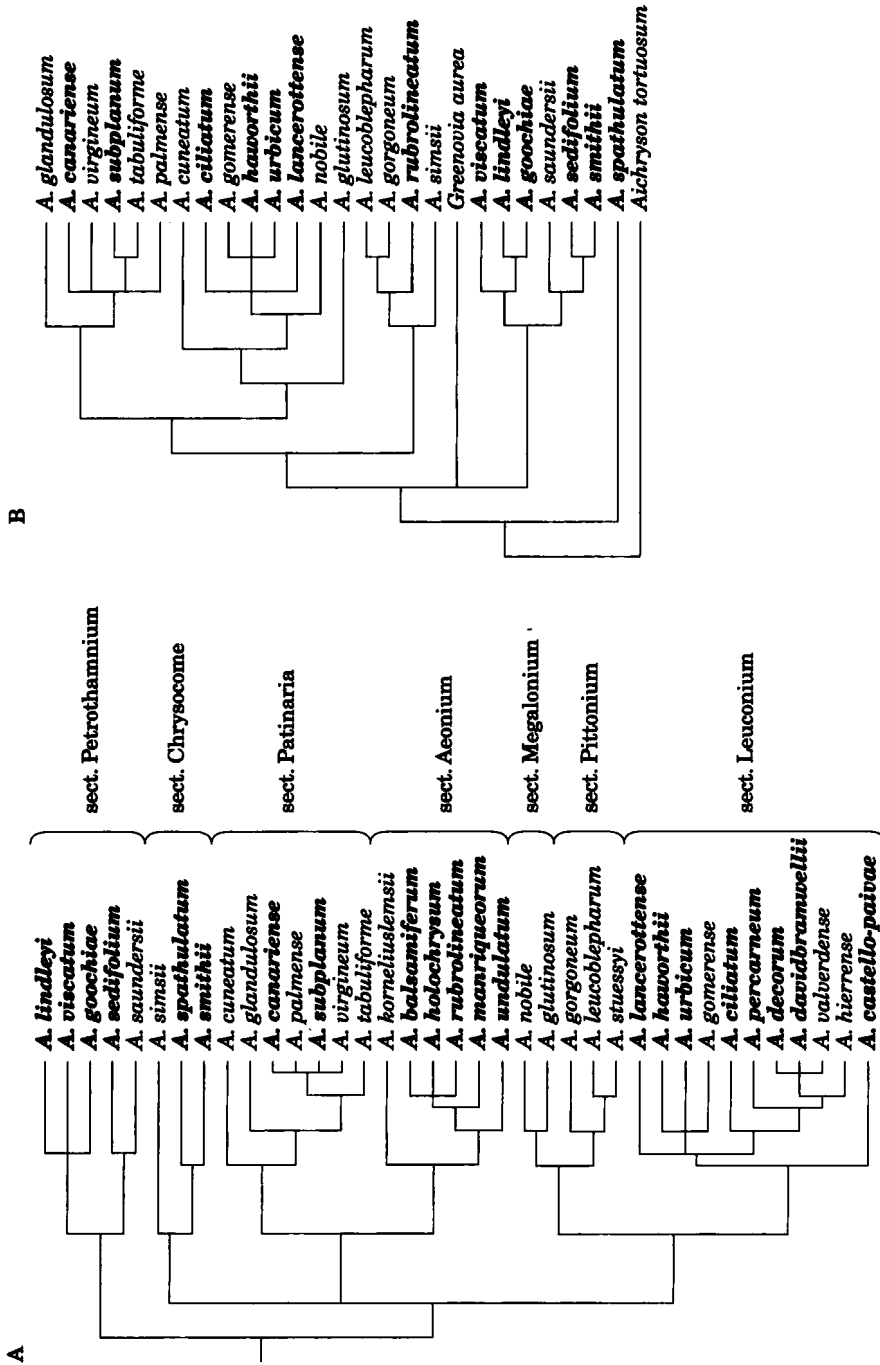 A
A. lindleyi
A. viscatum
A. goochiae
A. sedifolium
A. saundersii
A. simsii
A. spathulatum
A. smithii
A. cuneatum
A. glandulosum
A. canariense
A. palmense
A. subplanum
A. virgineum
A. tabuliforme
A. korneliuslemsii
A. balsamiferum
A. holochrysum
A. rubrolineatum
A. manriqueorum
A. undulatum
A. nobile
A. glutinosum
A. gorgoneum
A. leucoblepharum
A. stuessyi
A. lancerottense
A. haworthii
A. urbicum
A. gomerense
A. ciliatum
A. percarneum
A. decorum
A. davidbramwellii
A. valverdense
A. hierrense
A. castello-paivae
sect. Petrothamnium
sect. Chrysocome
sect. Patinaria
sect. Aeonium
sect. Megalonium
sect. Pittonium
sect. Leuconium
B
A. glandulosum
A. canariense
A. virgineum
A. subplanum
A. tabuliforme
A. palmense
A. cuneatum
A. ciliatum
A. gomerense
A. haworthii
A. urbicum
A. lancerottense
A. nobile
A. glutinosum
A. leucoblepharum
A. gorgoneum
A. rubrolineatum
A. simsii
Greenovia aurea
A. viscatum
A. lindleyi
A. goochiae
A. saundersii
A. sedifolium
A. smithii
A. spathulatum
Aichryson tortuosum